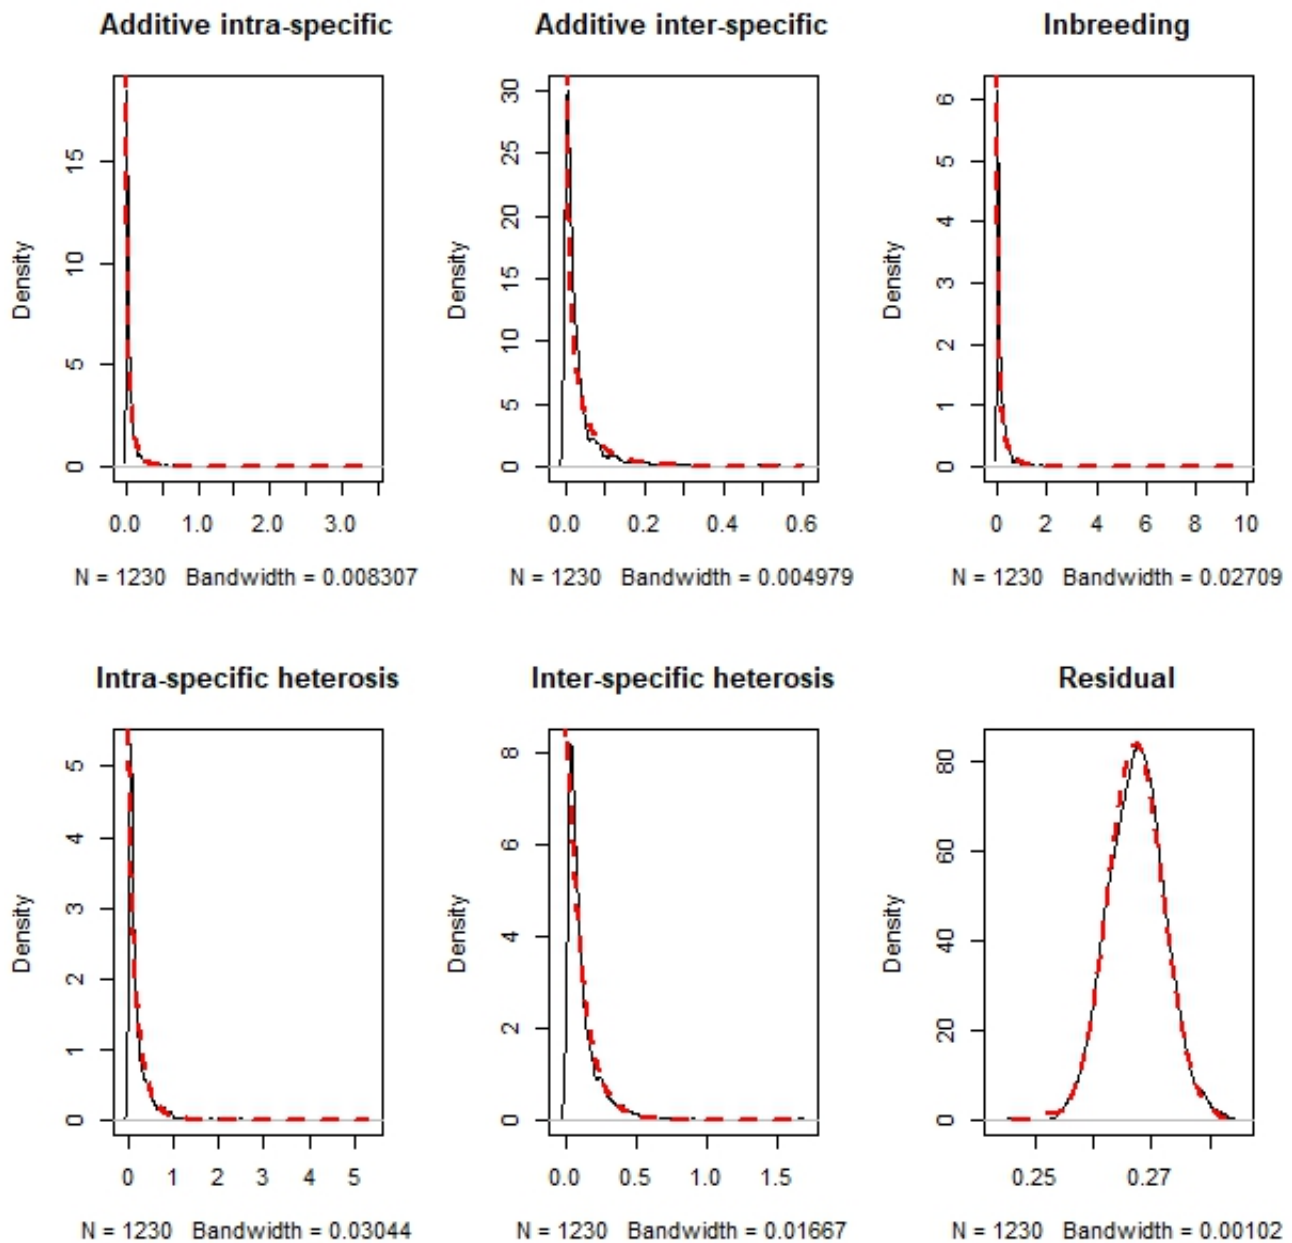 Additive intra-specific
Density
0 5 10 15
0.0 1.0 2.0 3.0
N = 1230 Bandwidth = 0.008307
Additive inter-specific
Density
0 5 10 15 20 25 30
0.0 0.2 0.4 0.6
N = 1230 Bandwidth = 0.004979
Inbreeding
Density
0 1 2 3 4 5 6
0 2 4 6 8 10
N = 1230 Bandwidth = 0.02709
Intra-specific heterosis
Density
0 1 2 3 4 5
0 1 2 3 4 5
N = 1230 Bandwidth = 0.03044
Inter-specific heterosis
Density
0 2 4 6 8
0.0 0.5 1.0 1.5
N = 1230 Bandwidth = 0.01667
Residual
Density
0 20 40 60 80
0.25 0.27
N = 1230 Bandwidth = 0.00102